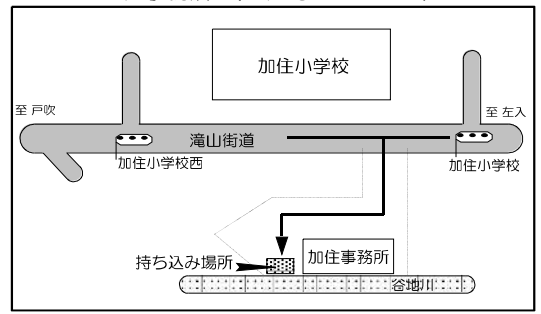 加住小学校
至 戸吹
至 左入
滝山街道
加住小学校西
加住小学校
持ち込み場所
加住事務所
谷地川